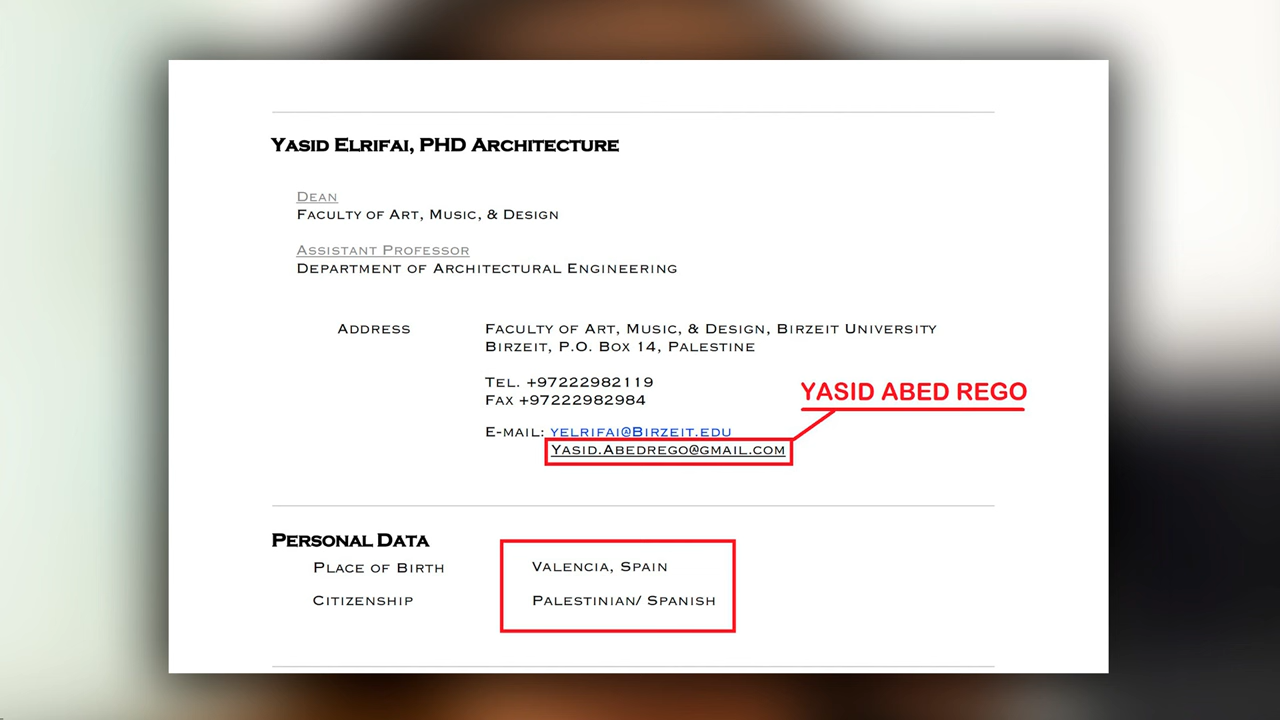 Yasid Elrifai, PHD Architecture
Dean
Faculty of Art, Music, & Design
Assistant Professor
Department of Architectural Engineering
Address
Faculty of Art, Music, & Design, Birzeit University
Birzeit, P.O. Box 14, Palestine
Tel. +97222982119
Fax +97222982984
YASID ABED REGO
E-mail: yelrifai@Birzeit.edu
Yasid.Abedrego@gmail.com
Personal Data
Place of Birth Valencia, Spain
Citizenship Palestinian/ Spanish